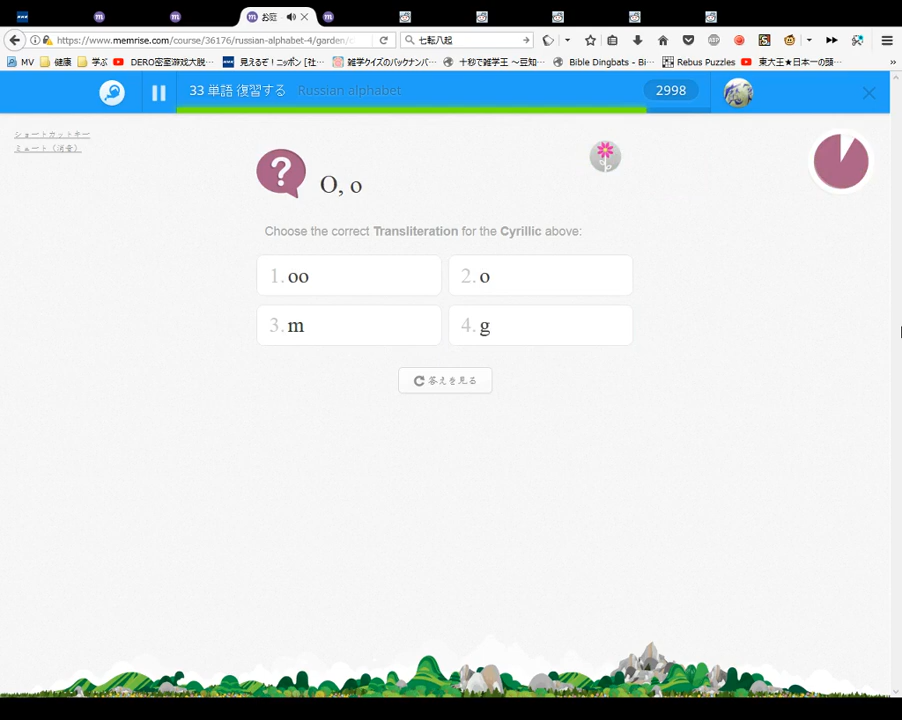 お庭
https://www.memrise.com/course/36176/russian-alphabet-4/garden/c
七転八起
MV 健康 学ぶ DERO密室游戏大脱… 見えるぞ！ニッポン [社… 雑学クイズのバックナンバ… 十秒で雑学王 ～豆知… Bible Dingbats - Bi… Rebus Puzzles 東大王★日本一の頭…
33 単語 復習する Russian alphabet 2998
ショートカットキー
ミュート（消音）
O, o
Choose the correct Transliteration for the Cyrillic above:
1. oo 2. o
3. m 4. g
答えを見る